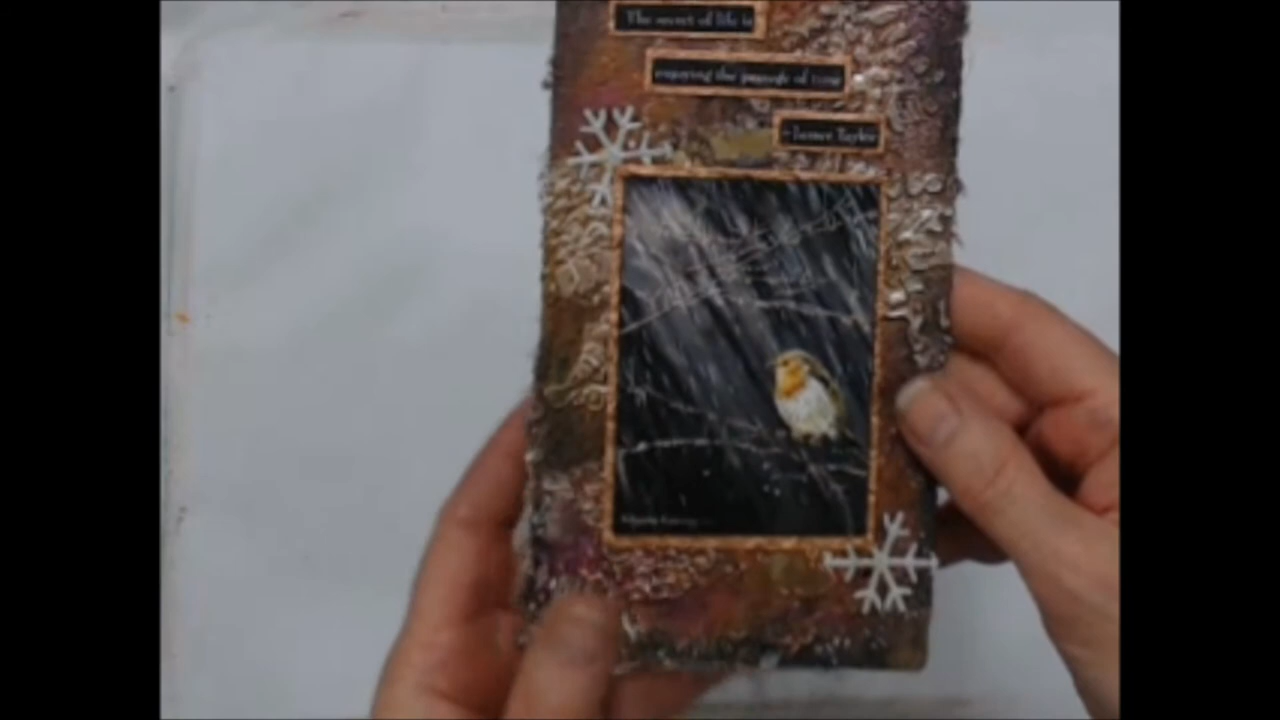 The secret of life is
enjoying the passage of time
-James Taylor